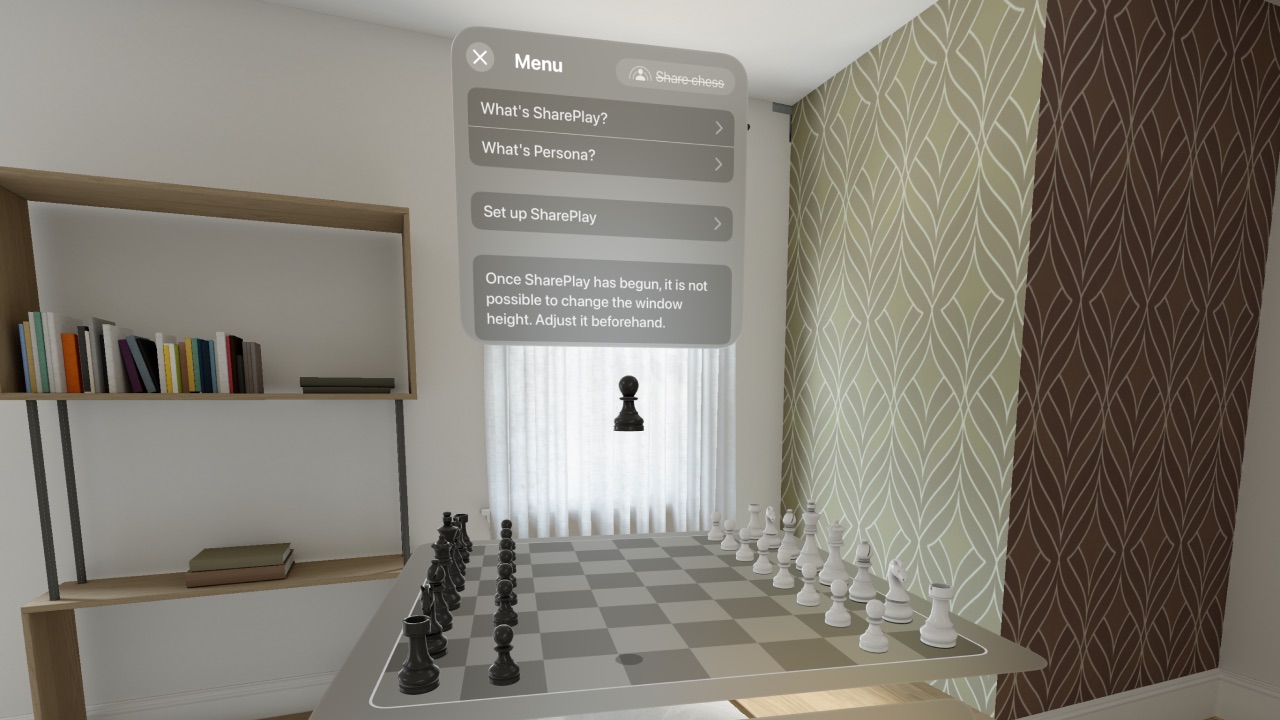 Menu
Share chess
What's SharePlay?
What's Persona?
Set up SharePlay
Once SharePlay has begun, it is not
possible to change the window
height. Adjust it beforehand.